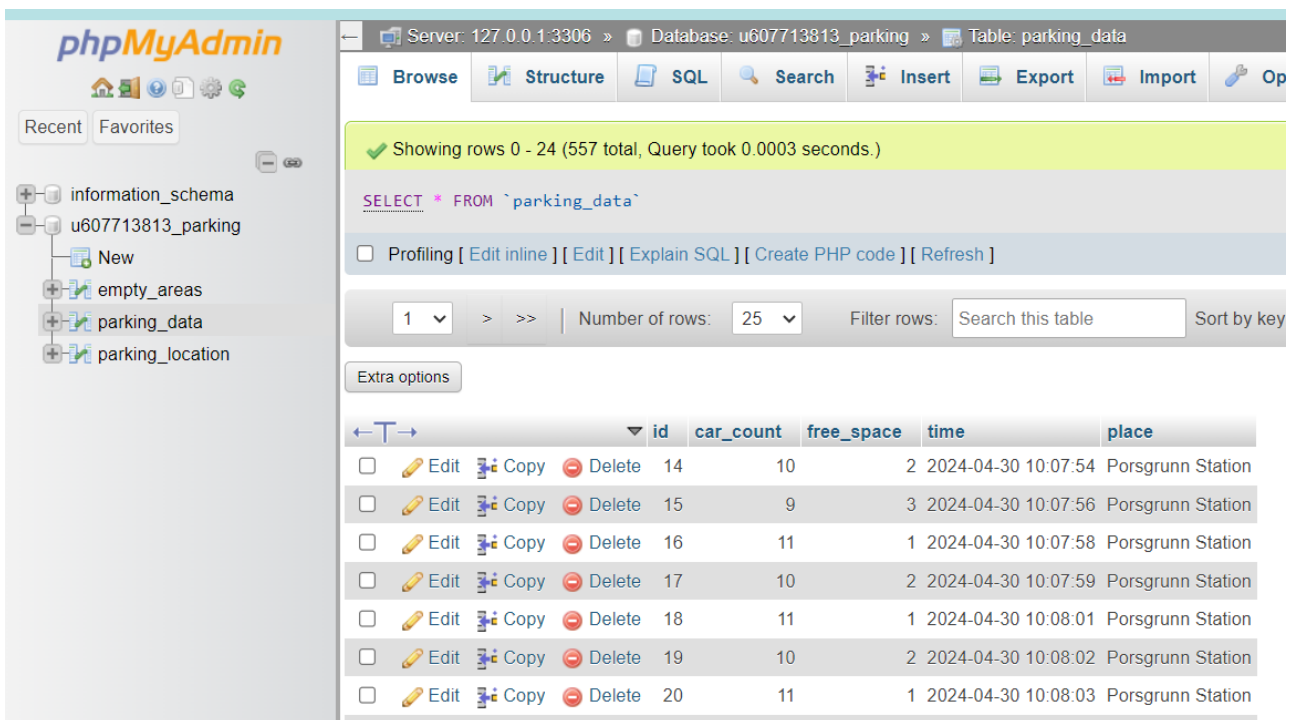 phpMyAdmin
Recent Favorites
information_schema
u607713813_parking
New
empty_areas
parking_data
parking_location
Server: 127.0.0.1:3306 » Database: u607713813_parking » Table: parking_data
Browse Structure SQL Search Insert Export Import Op
Showing rows 0 - 24 (557 total, Query took 0.0003 seconds.)
SELECT * FROM `parking_data`
Profiling [ Edit inline ] [ Edit ] [ Explain SQL ] [ Create PHP code ] [ Refresh ]
1 > >> | Number of rows: 25 Filter rows: Search this table Sort by key
Extra options
←T→ id car_count free_space time place
Edit Copy Delete 14 10 2 2024-04-30 10:07:54 Porsgrunn Station
Edit Copy Delete 15 9 3 2024-04-30 10:07:56 Porsgrunn Station
Edit Copy Delete 16 11 1 2024-04-30 10:07:58 Porsgrunn Station
Edit Copy Delete 17 10 2 2024-04-30 10:07:59 Porsgrunn Station
Edit Copy Delete 18 11 1 2024-04-30 10:08:01 Porsgrunn Station
Edit Copy Delete 19 10 2 2024-04-30 10:08:02 Porsgrunn Station
Edit Copy Delete 20 11 1 2024-04-30 10:08:03 Porsgrunn Station